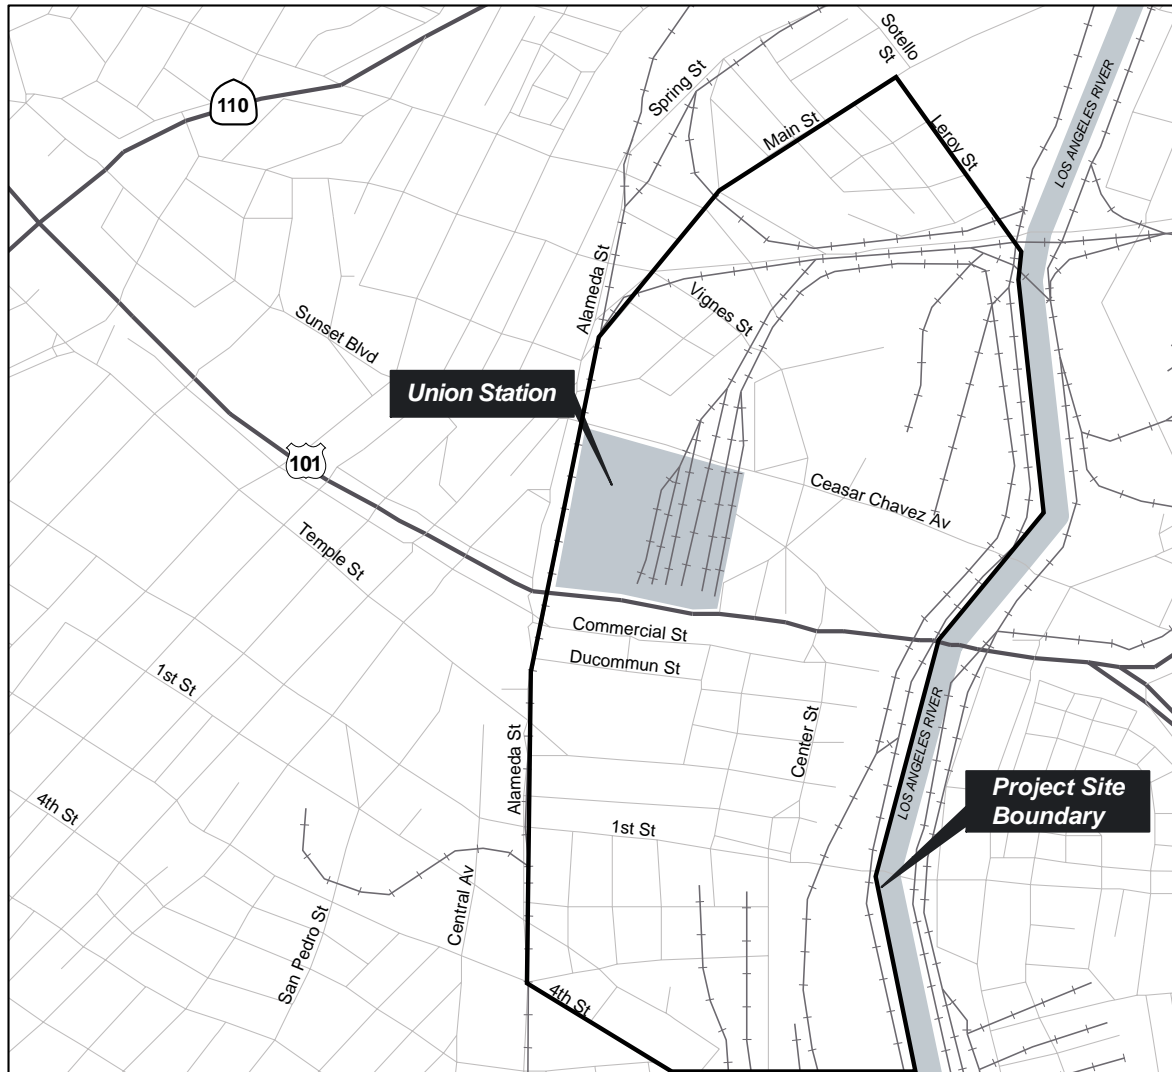 Sotello
St
LOS ANGELES RIVER
Spring St
110
Main St
Leroy St
Alameda St
Vignes St
Sunset Blvd
Union Station
101
Ceasar Chavez Av
Temple St
Commercial St
Ducommun St
1st St
LOS ANGELES RIVER
Center St
Alameda St
Project Site
Boundary
4th St
1st St
Central Av
San Pedro St
4th St